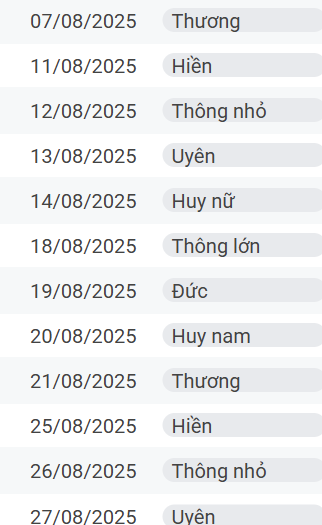 07/08/2025 Thương
11/08/2025 Hiền
12/08/2025 Thông nhỏ
13/08/2025 Uyên
14/08/2025 Huy nữ
18/08/2025 Thông lớn
19/08/2025 Đức
20/08/2025 Huy nam
21/08/2025 Thương
25/08/2025 Hiền
26/08/2025 Thông nhỏ
27/08/2025 Uyên